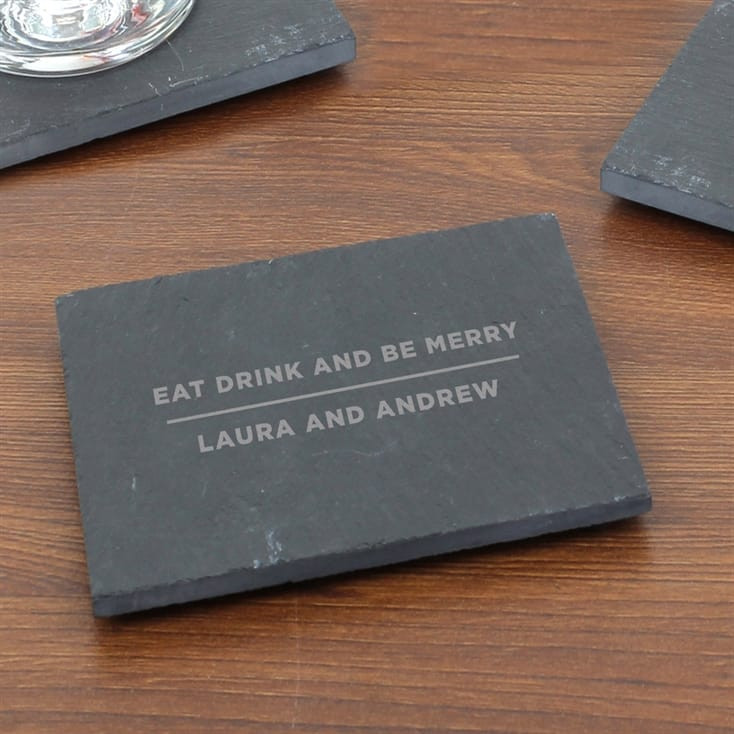 EAT DRINK AND BE MERRY
LAURA AND ANDREW